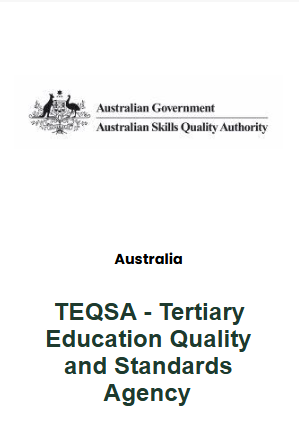 Australian Government
Australian Skills Quality Authority
Australia
TEQSA - Tertiary
Education Quality
and Standards
Agency